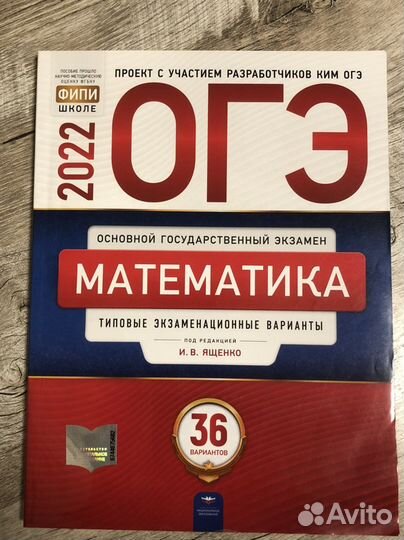 ПОСОБИЕ ПРОШЛО
НАУЧНО-МЕТОДИЧЕСКУЮ
ОЦЕНКУ ФГБНУ
ФИПИ
ШКОЛЕ
ПРОЕКТ С УЧАСТИЕМ РАЗРАБОТЧИКОВ КИМ ОГЭ
2022
ОГЭ
ОСНОВНОЙ ГОСУДАРСТВЕННЫЙ ЭКЗАМЕН
МАТЕМАТИКА
ТИПОВЫЕ ЭКЗАМЕНАЦИОННЫЕ ВАРИАНТЫ
ПОД РЕДАКЦИЕЙ
И. В. ЯЩЕНКО
36
ВАРИАНТОВ
Avito